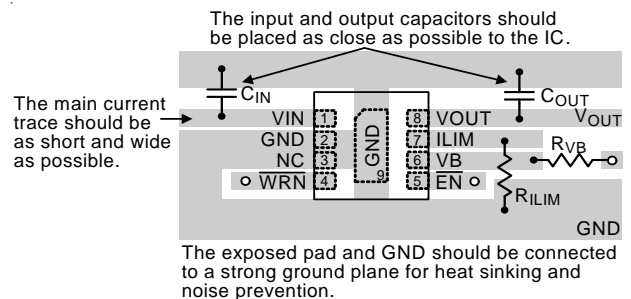 The input and output capacitors should
be placed as close as possible to the IC.
CIN
COUT
The main current
trace should be
as short and wide
as possible.
VIN 1
8 VOUT
VOUT
GND 2
7 ILIM
NC 3
6 VB
WRN 4
5 EN
GND
9
RVB
RILIM
GND
The exposed pad and GND should be connected
to a strong ground plane for heat sinking and
noise prevention.